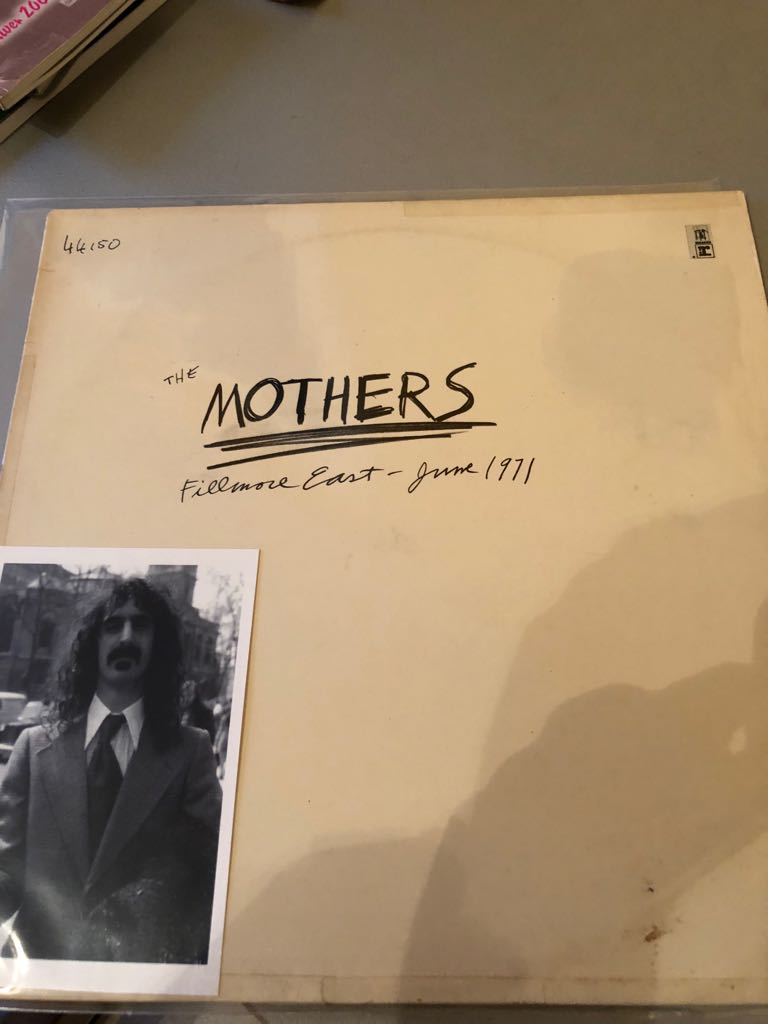 44150
THE
MOTHERS
Fillmore East - June 1971